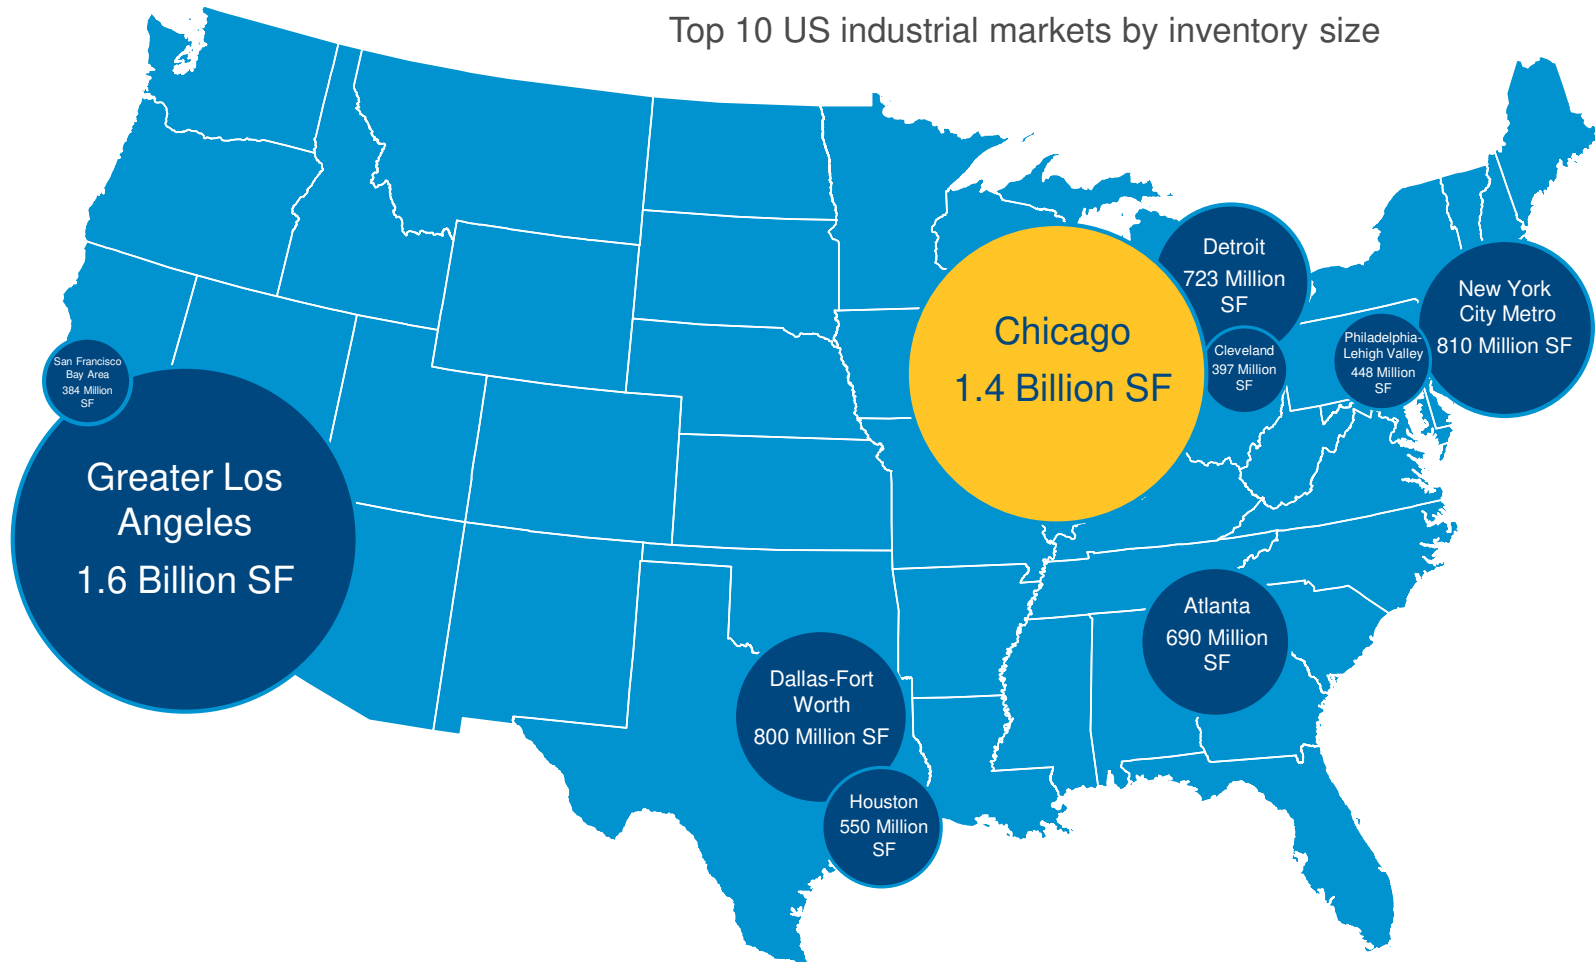 Top 10 US industrial markets by inventory size
Detroit
723 Million
SF
New York
City Metro
810 Million SF
Chicago
1.4 Billion SF
Cleveland
397 Million
SF
Philadelphia-
Lehigh Valley
448 Million
SF
San Francisco
Bay Area
384 Million
SF
Greater Los
Angeles
1.6 Billion SF
Atlanta
690 Million
SF
Dallas-Fort
Worth
800 Million SF
Houston
550 Million
SF